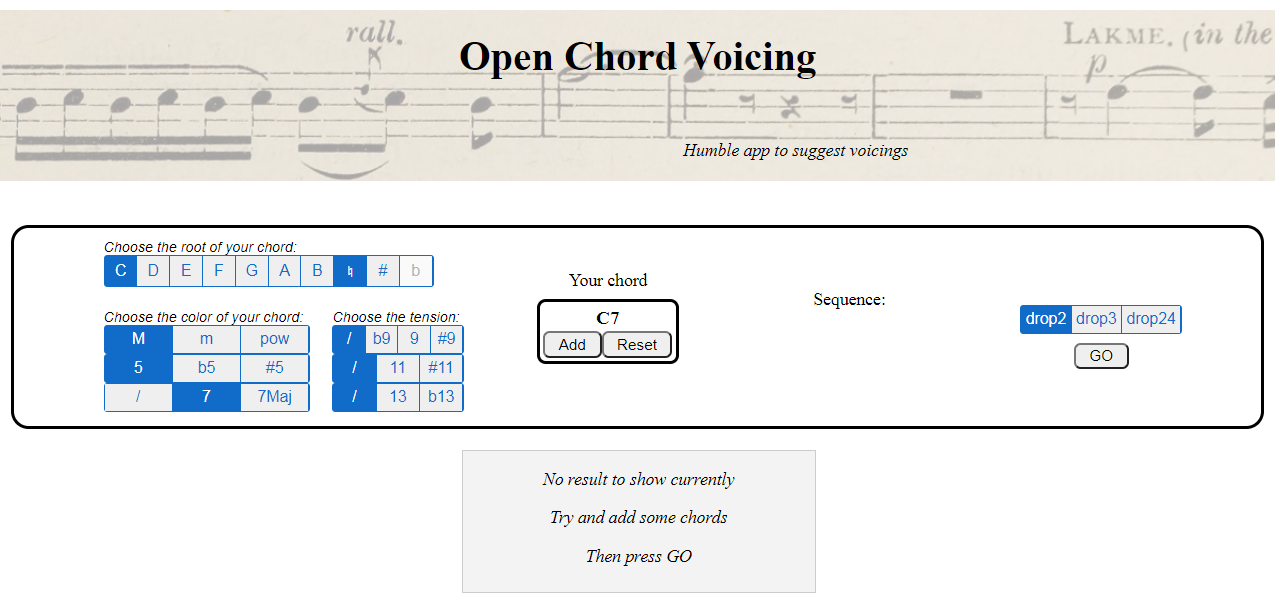 rall.
LAKME. (in the
p
Open Chord Voicing
Humble app to suggest voicings
Choose the root of your chord:
C D E F G A B ♮ # b
Choose the color of your chord:
M m pow
5 b5 #5
/ 7 7Maj
Choose the tension:
/ b9 9 #9
/ 11 #11
/ 13 b13
Your chord
C7
Add Reset
Sequence:
drop2 drop3 drop24
GO
No result to show currently
Try and add some chords
Then press GO